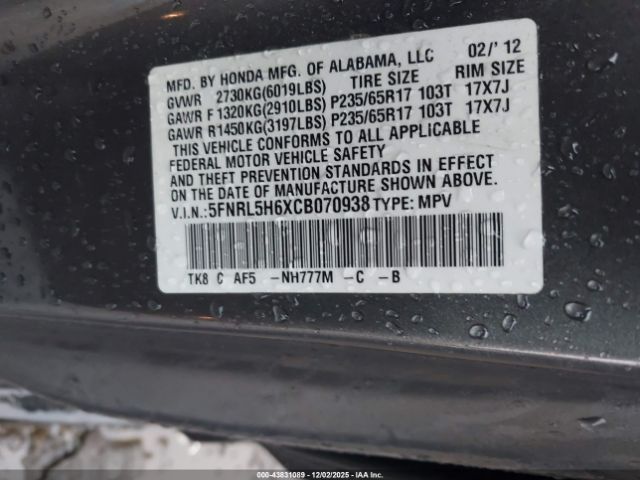 MFD. BY HONDA MFG. OF ALABAMA, LLC 02/'12
GVWR 2730KG(6019LBS) TIRE SIZE RIM SIZE
GAWR F 1320KG(2910LBS) P235/65R17 103T 17X7J
GAWR R 1450KG(3197LBS) P235/65R17 103T 17X7J
THIS VEHICLE CONFORMS TO ALL APPLICABLE
FEDERAL MOTOR VEHICLE SAFETY
AND THEFT PREVENTION STANDARDS IN EFFECT
ON THE DATE OF MANUFACTURE SHOWN ABOVE.
V.I.N.: 5FNRL5H6XCB070938 TYPE: MPV
TK8 C AF5 -NH777M -C -B
000-43831089 - 12/02/2025 - IAAI.COM